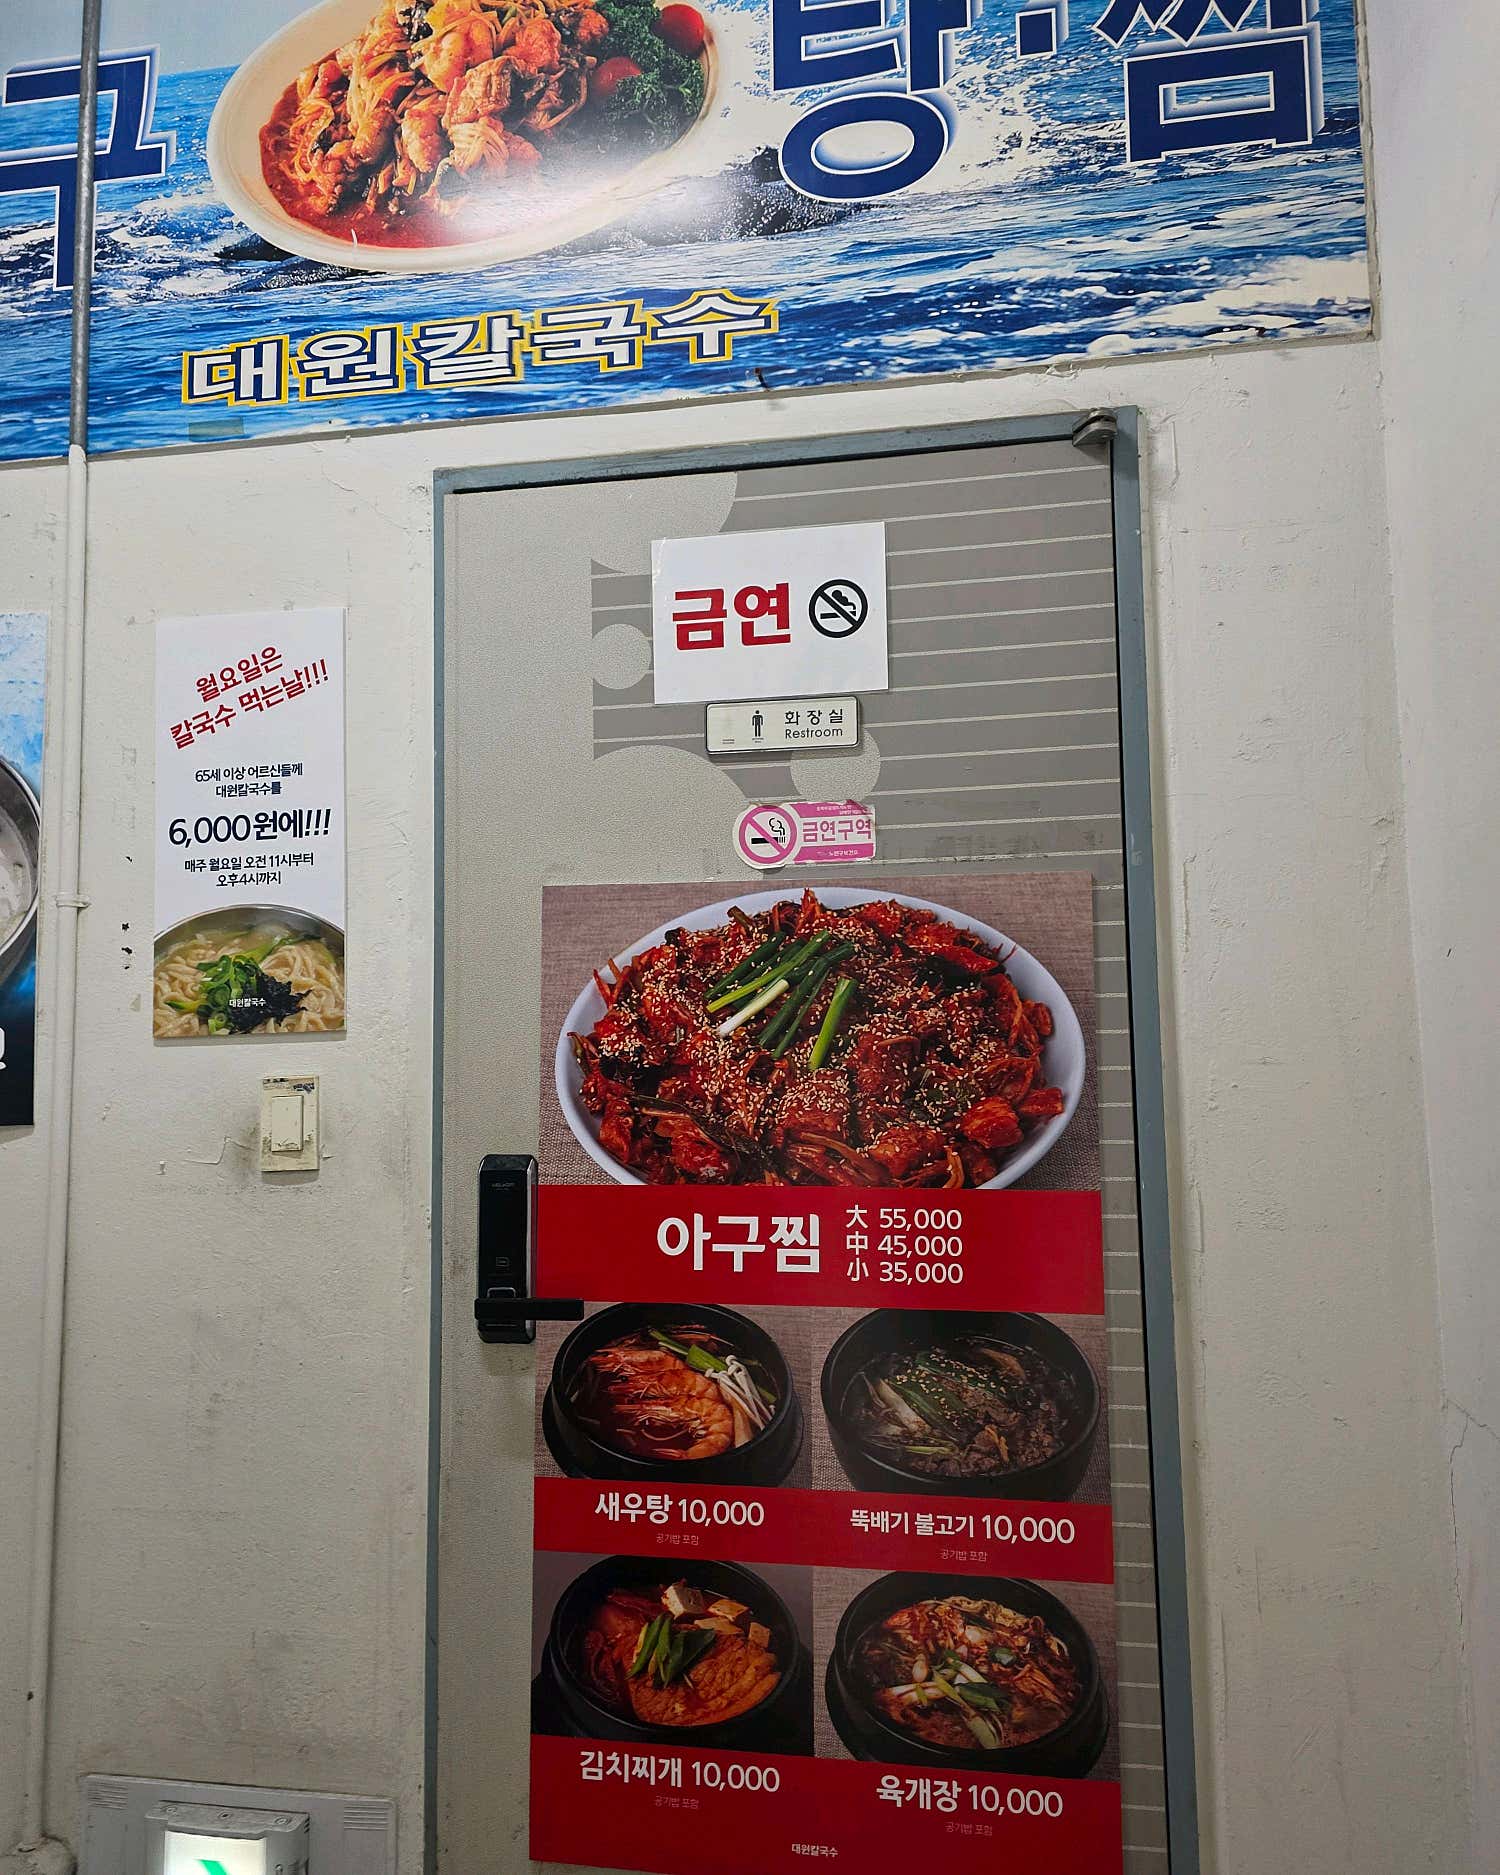 구 탕·찜
대원칼국수
금연
월요일은
칼국수 먹는날!!!
65세 이상 어르신들께
대원칼국수를
6,000원에!!!
매주 월요일 오전 11시부터
오후4시까지
대원칼국수
화장실
Restroom
금연구역
아구찜
大 55,000
中 45,000
小 35,000
새우탕 10,000
공기밥 포함
뚝배기 불고기 10,000
공기밥 포함
김치찌개 10,000
공기밥 포함
육개장 10,000
공기밥 포함
대원칼국수